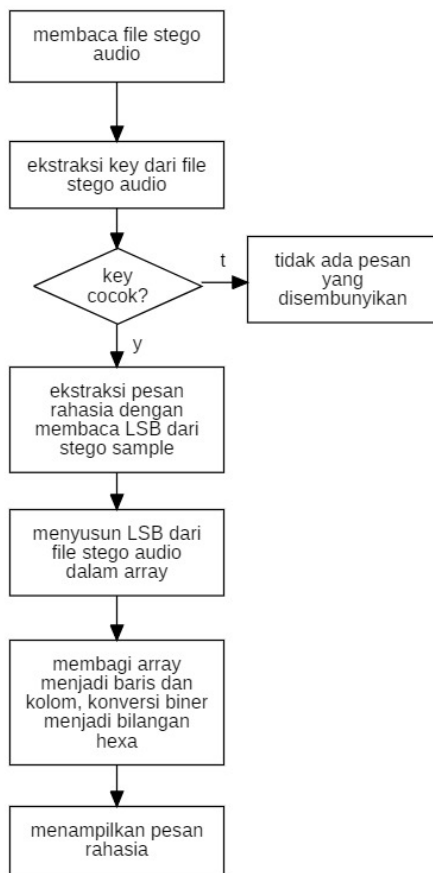 membaca file stego
audio
ekstraksi key dari file
stego audio
key
cocok?
t
tidak ada pesan
yang
disembunyikan
y
ekstraksi pesan
rahasia dengan
membaca LSB dari
stego sample
menyusun LSB dari
file stego audio
dalam array
membagi array
menjadi baris dan
kolom, konversi biner
menjadi bilangan
hexa
menampilkan pesan
rahasia